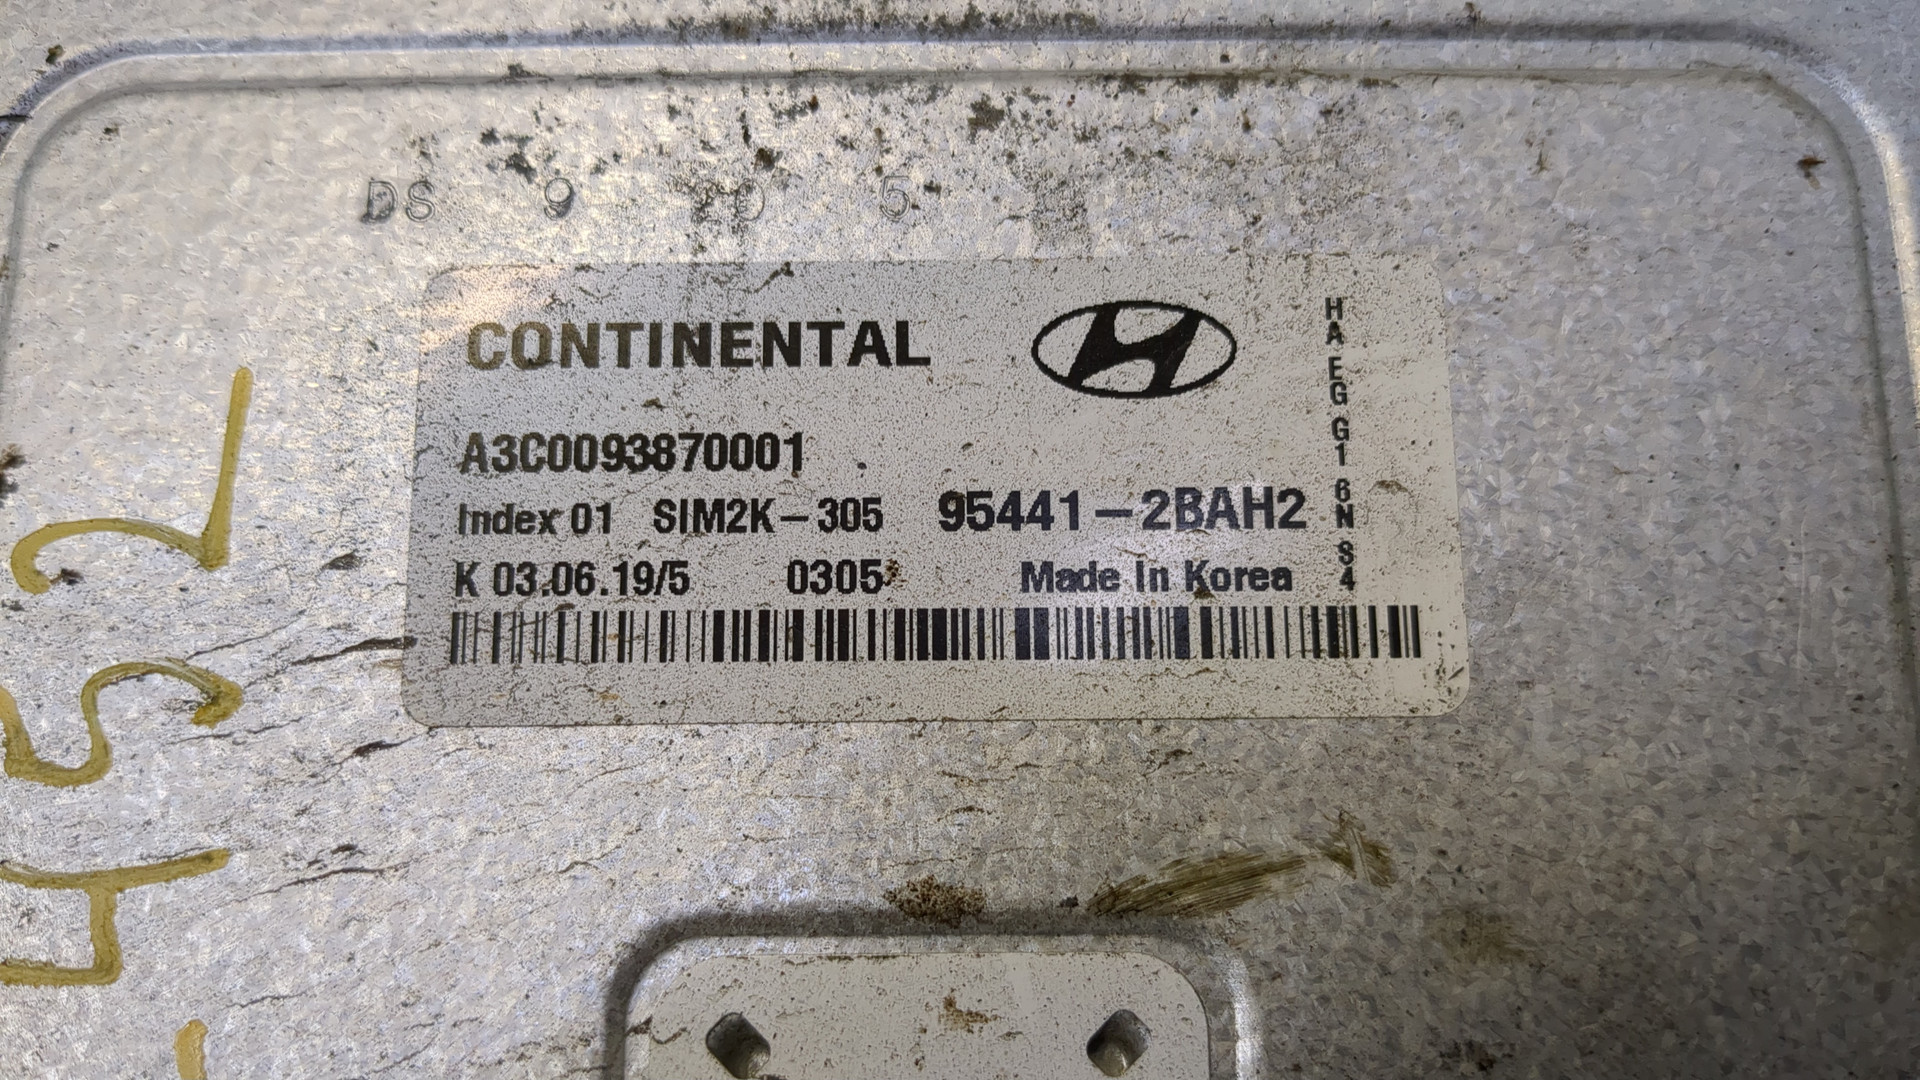 DS 9 20 5
CONTINENTAL
A3C0093870001
Index 01 SIM2K-305 95441-2BAH2
K 03.06.19/5 0305 Made In Korea
HA EG G1 6N S4
452